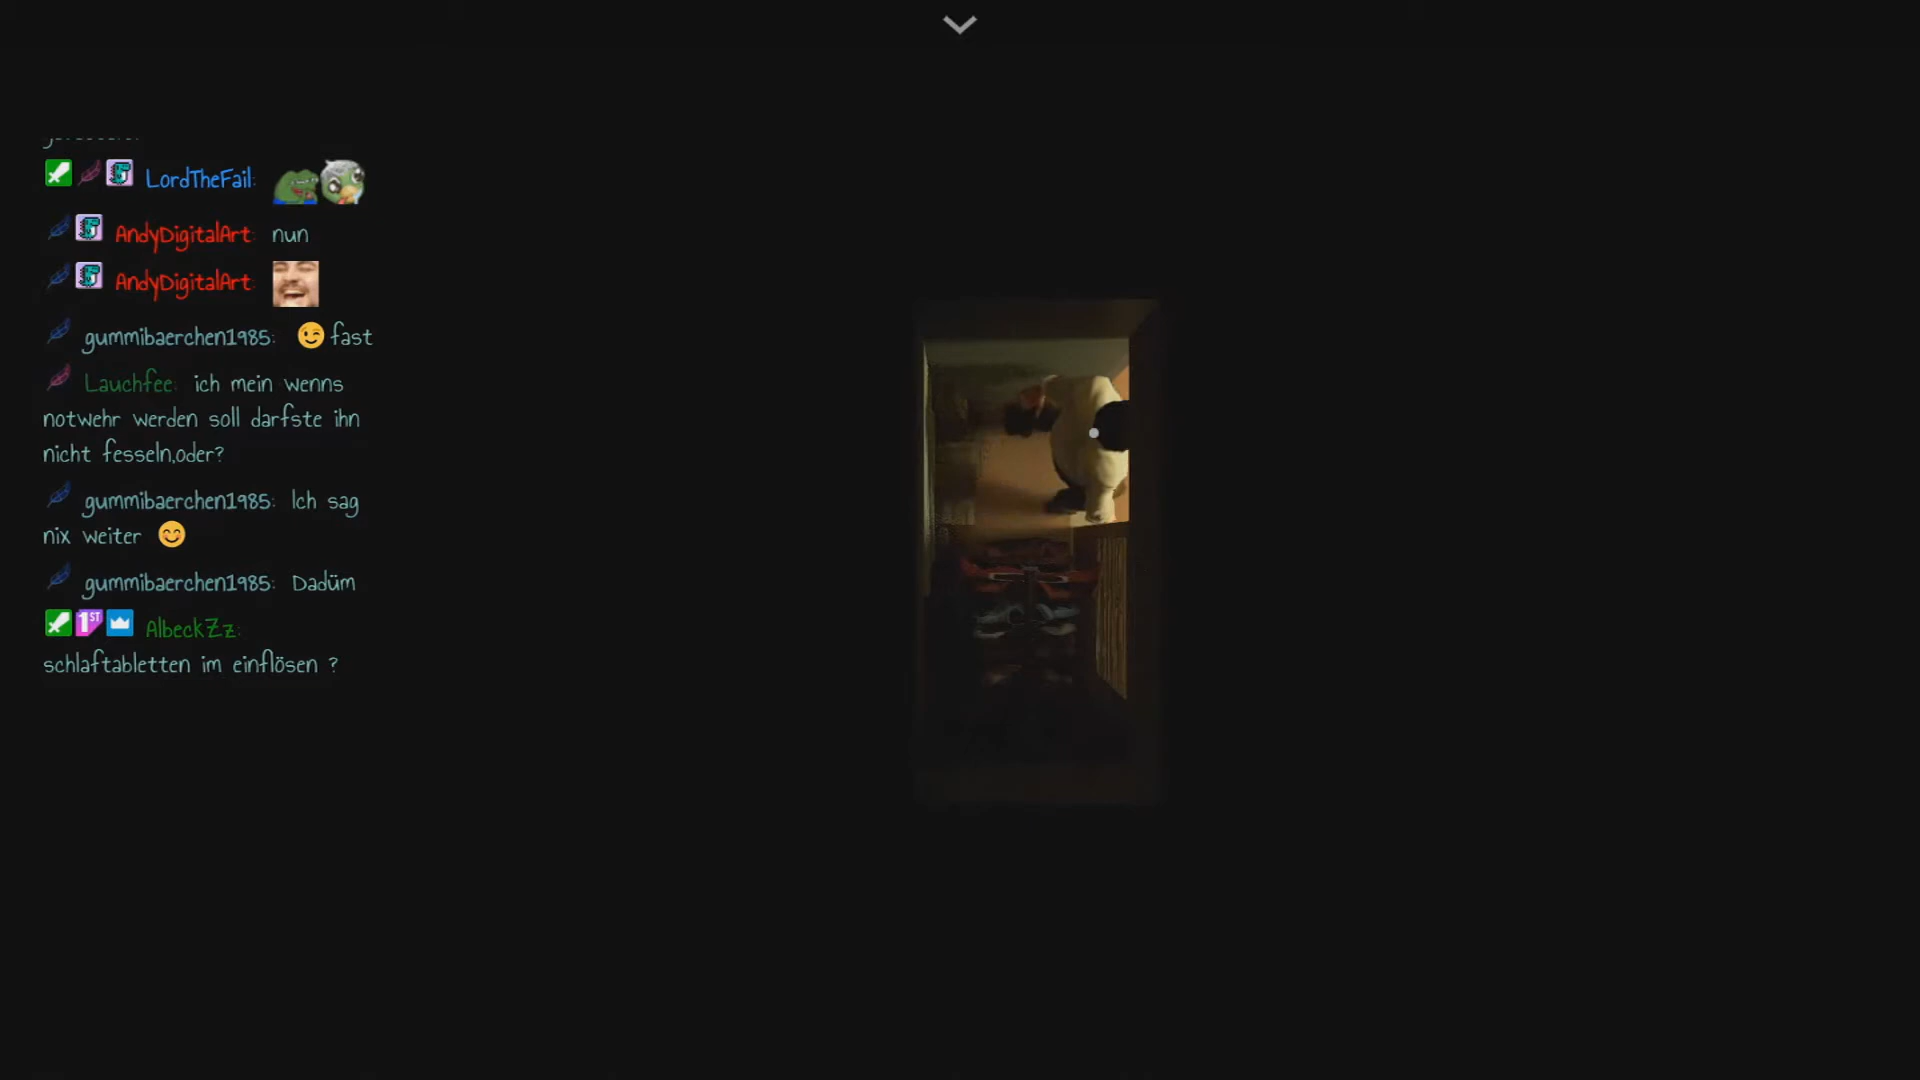 LordTheFail:
AndyDigitalArt: nun
AndyDigitalArt:
gummibaerchen1985: 😉 fast
Lauchfee: ich mein wenns
notwehr werden soll darfste ihn
nicht fesseln,oder?
gummibaerchen1985: Ich sag
nix weiter 😊
gummibaerchen1985: Dadüm
1ST AlbeckZz:
schlaftabletten im einflösen ?